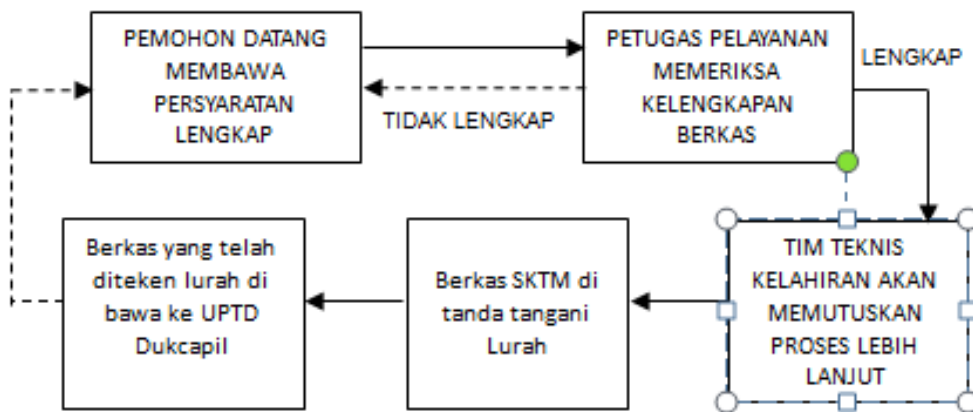 PEMOHON DATANG
MEMBAWA
PERSYARATAN
LENGKAP
PETUGAS PELAYANAN
MEMERIKSA
KELENGKAPAN
BERKAS
LENGKAP
TIDAK LENGKAP
TIM TEKNIS
KELAHIRAN AKAN
MEMUTUSKAN
PROSES LEBIH
LANJUT
Berkas SKTM di
tanda tangani
Lurah
Berkas yang telah
diteken lurah di
bawa ke UPTD
Dukcapil